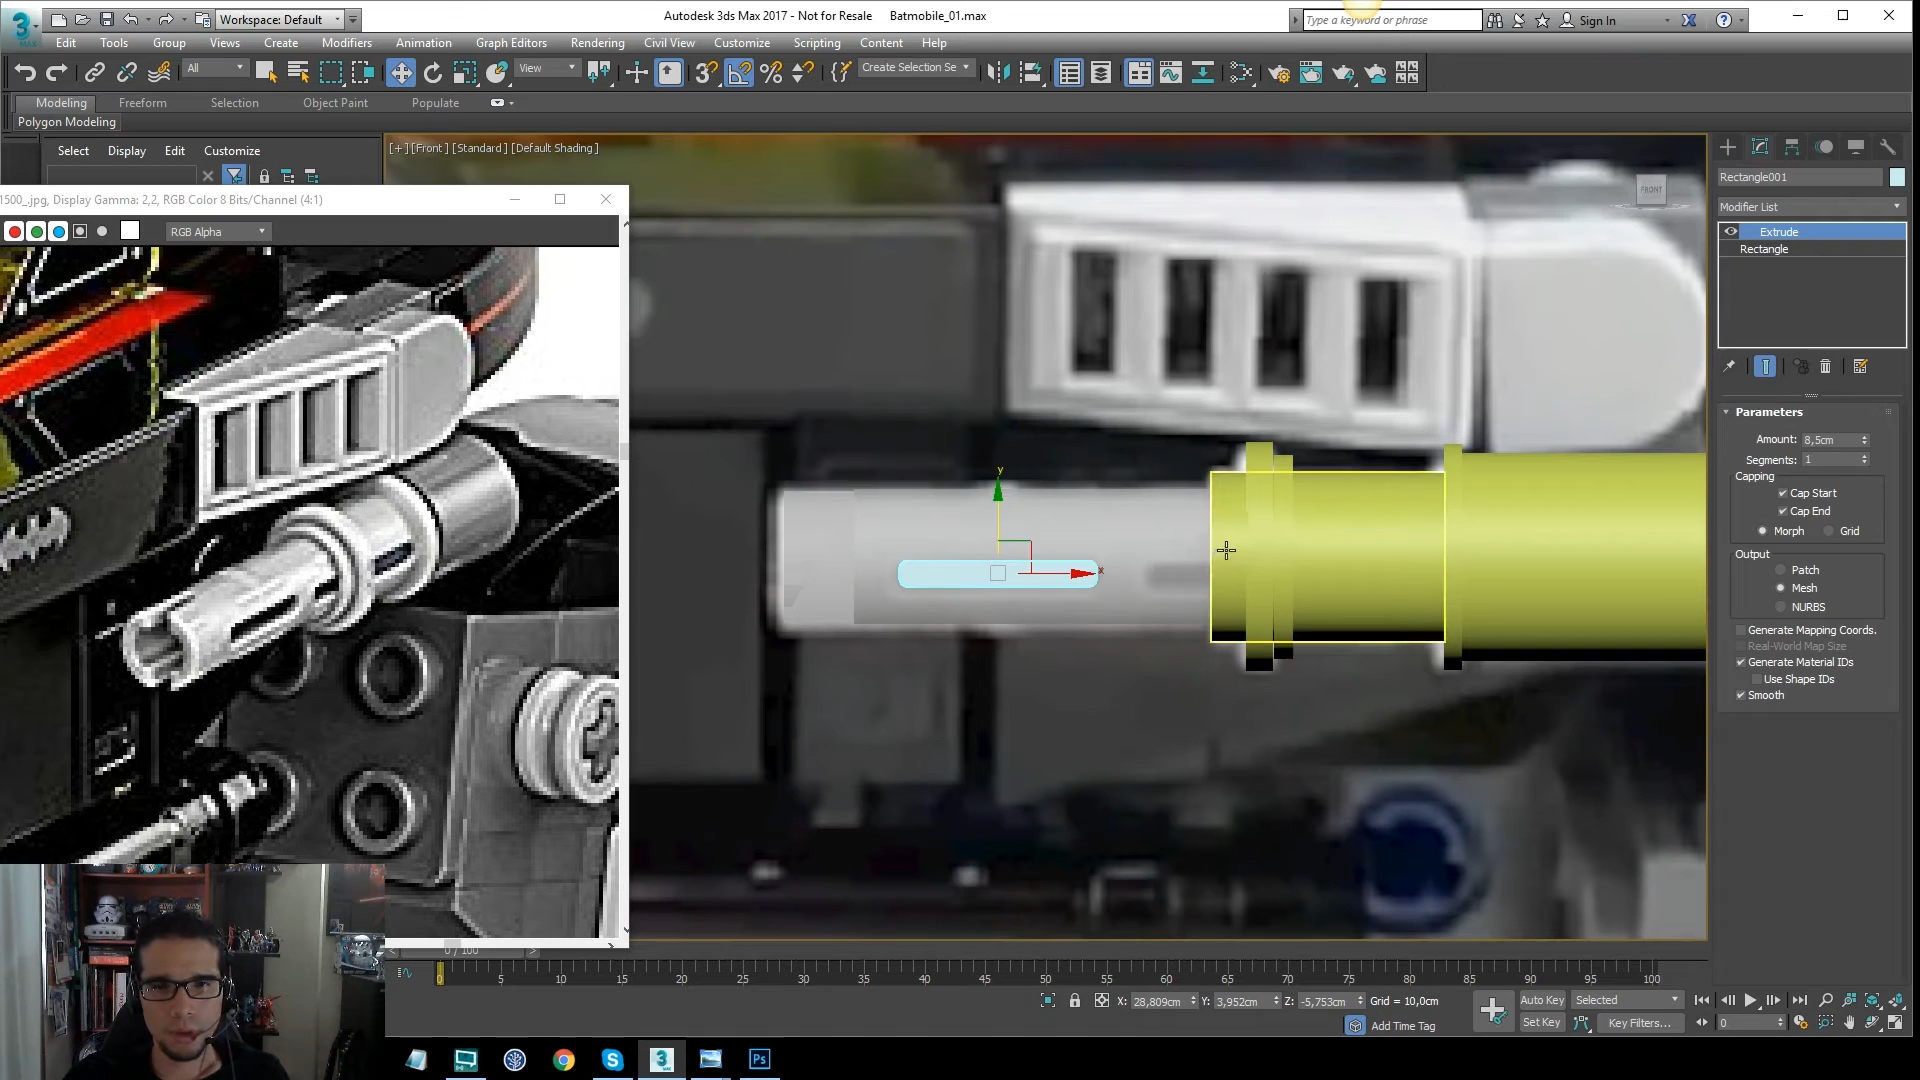 Workspace: Default
Autodesk 3ds Max 2017 - Not for Resale    Batmobile_01.max
Type a keyword or phrase
Sign In
MAX
Edit Tools Group Views Create Modifiers Animation Graph Editors Rendering Civil View Customize Scripting Content Help
All
View
Create Selection Se
Modeling Freeform Selection Object Paint Populate
Polygon Modeling
Select Display Edit Customize
[+] [Front ] [Standard ] [Default Shading ]
FRONT
Rectangle001
Modifier List
Extrude
Rectangle
1500_.jpg, Display Gamma: 2,2, RGB Color 8 Bits/Channel (4:1)
RGB Alpha
y
x
Parameters
Amount: 8,5cm
Segments: 1
Capping
Cap Start
Cap End
Morph Grid
Output
Patch
Mesh
NURBS
Generate Mapping Coords.
Real-World Map Size
Generate Material IDs
Use Shape IDs
Smooth
0 / 100
0 5 10 15 20 25 30 35 40 45 50 55 60 65 70 75 80 85 90 95 100
X: 28,809cm Y: 3,952cm Z: -5,753cm Grid = 10,0cm
Auto Key Selected
Add Time Tag
Set Key Key Filters...
0
3
MAX
Ps